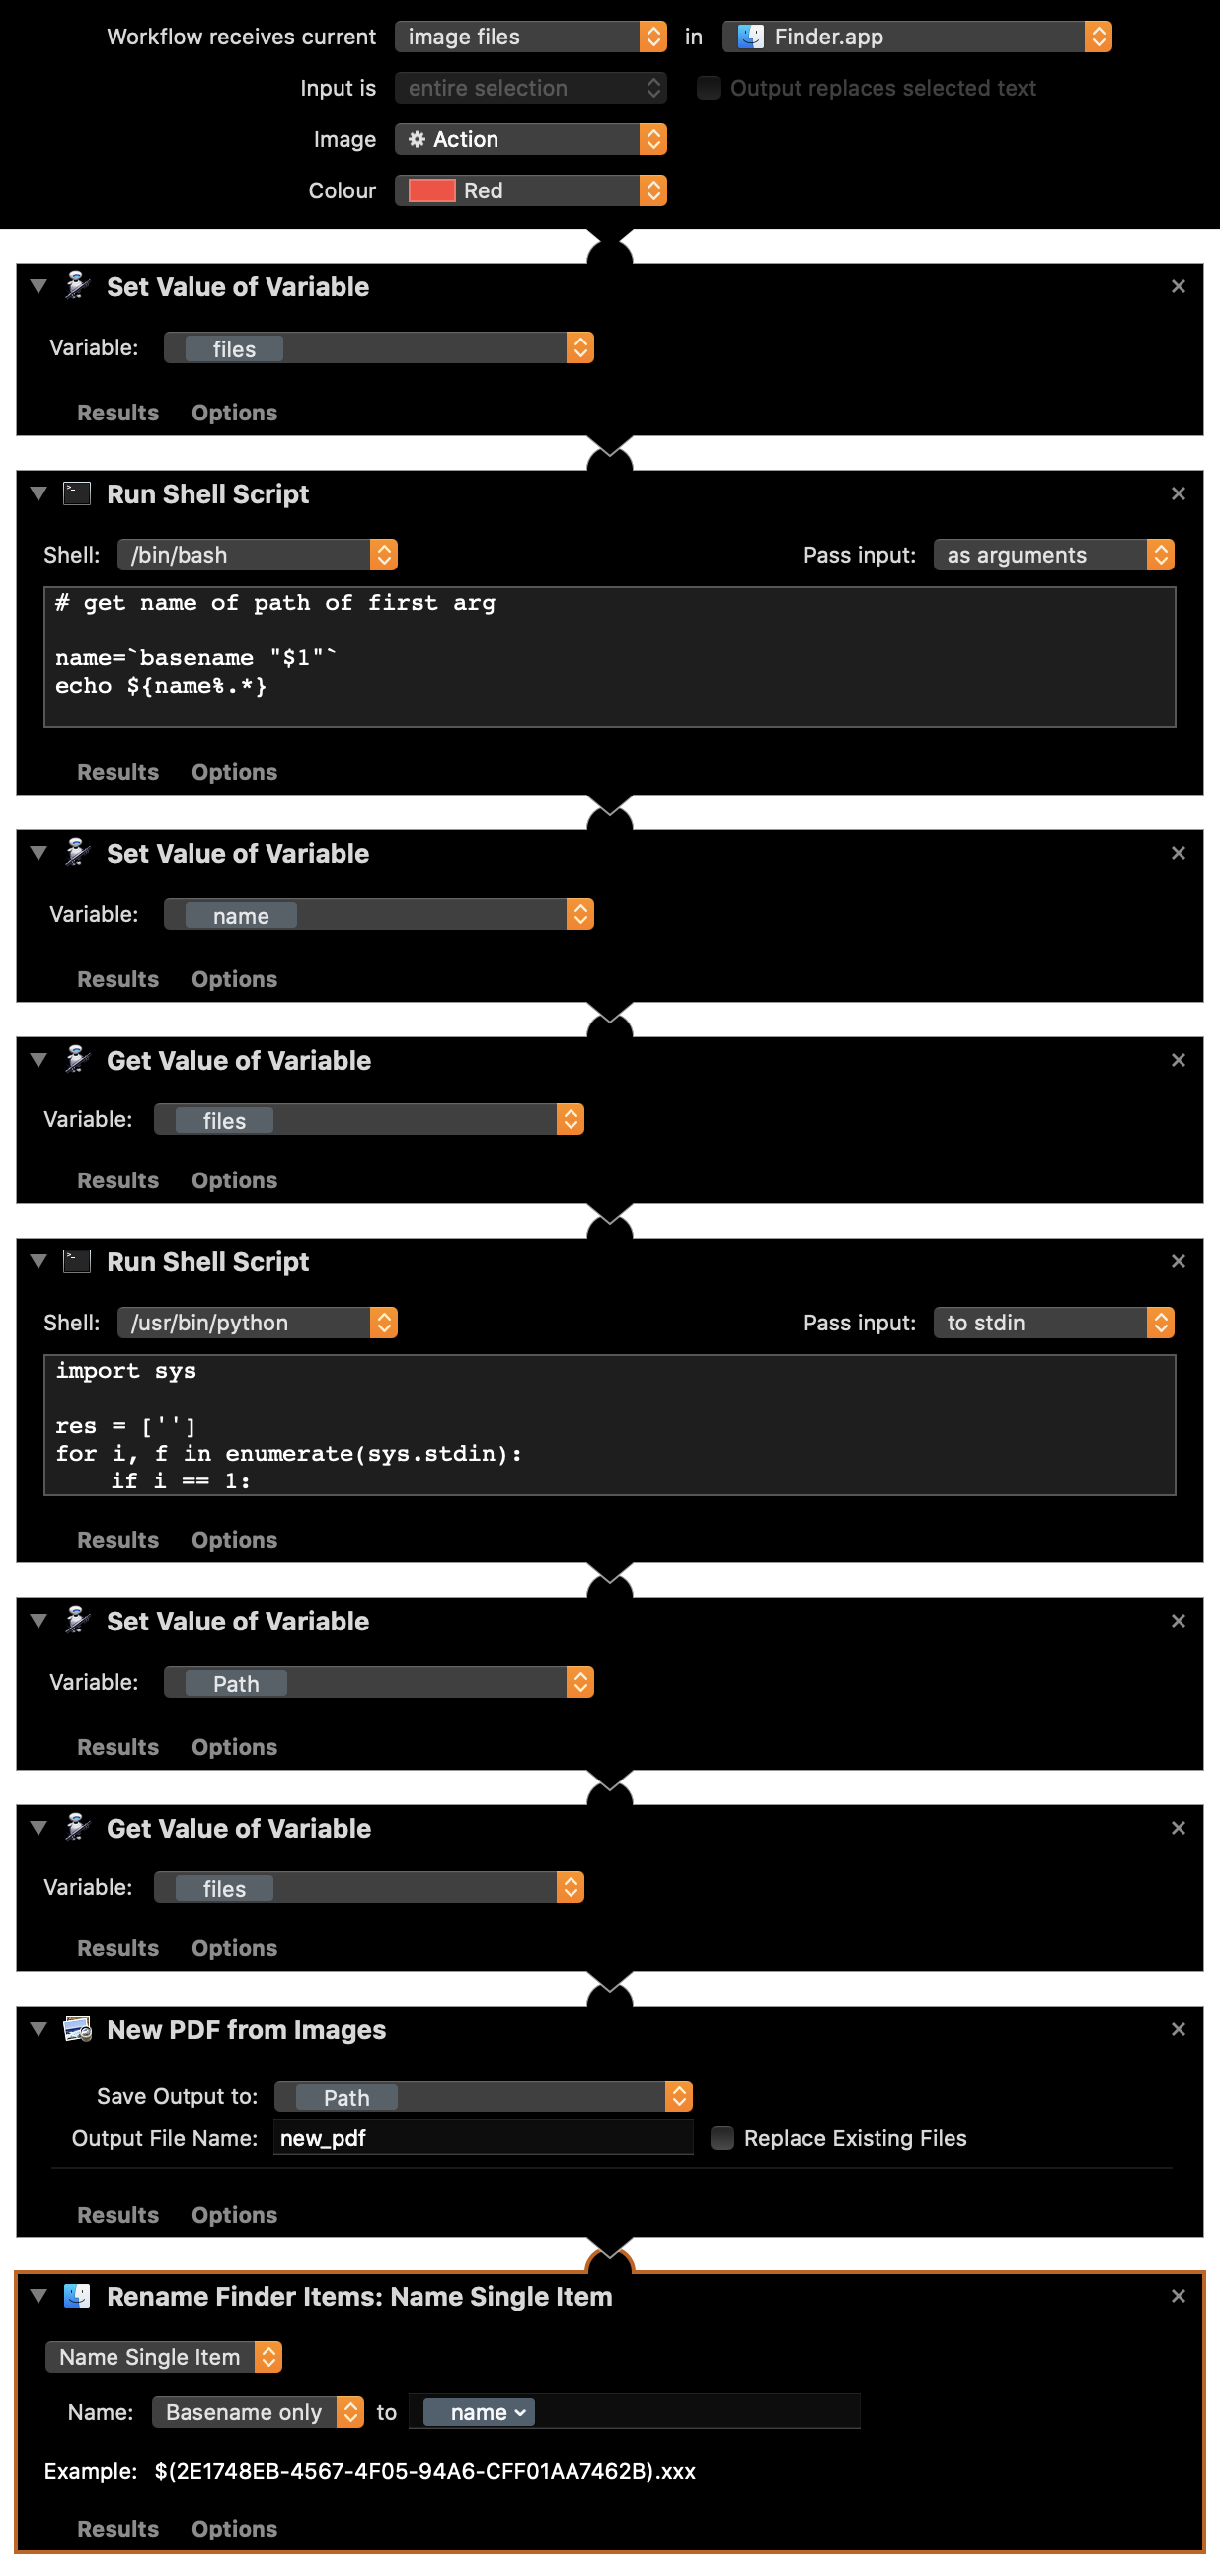 Workflow receives current image files in Finder.app
Input is entire selection Output replaces selected text
Image Action
Colour Red
Set Value of Variable
Variable: files
Results Options
Run Shell Script
Shell: /bin/bash Pass input: as arguments
# get name of path of first arg
name=`basename "$1"`
echo ${name%.*}
Results Options
Set Value of Variable
Variable: name
Results Options
Get Value of Variable
Variable: files
Results Options
Run Shell Script
Shell: /usr/bin/python Pass input: to stdin
import sys
res = ['']
for i, f in enumerate(sys.stdin):
    if i == 1:
Results Options
Set Value of Variable
Variable: Path
Results Options
Get Value of Variable
Variable: files
Results Options
New PDF from Images
Save Output to: Path
Output File Name: new_pdf Replace Existing Files
Results Options
Rename Finder Items: Name Single Item
Name Single Item
Name: Basename only to name
Example: $(2E1748EB-4567-4F05-94A6-CFF01AA7462B).xxx
Results Options